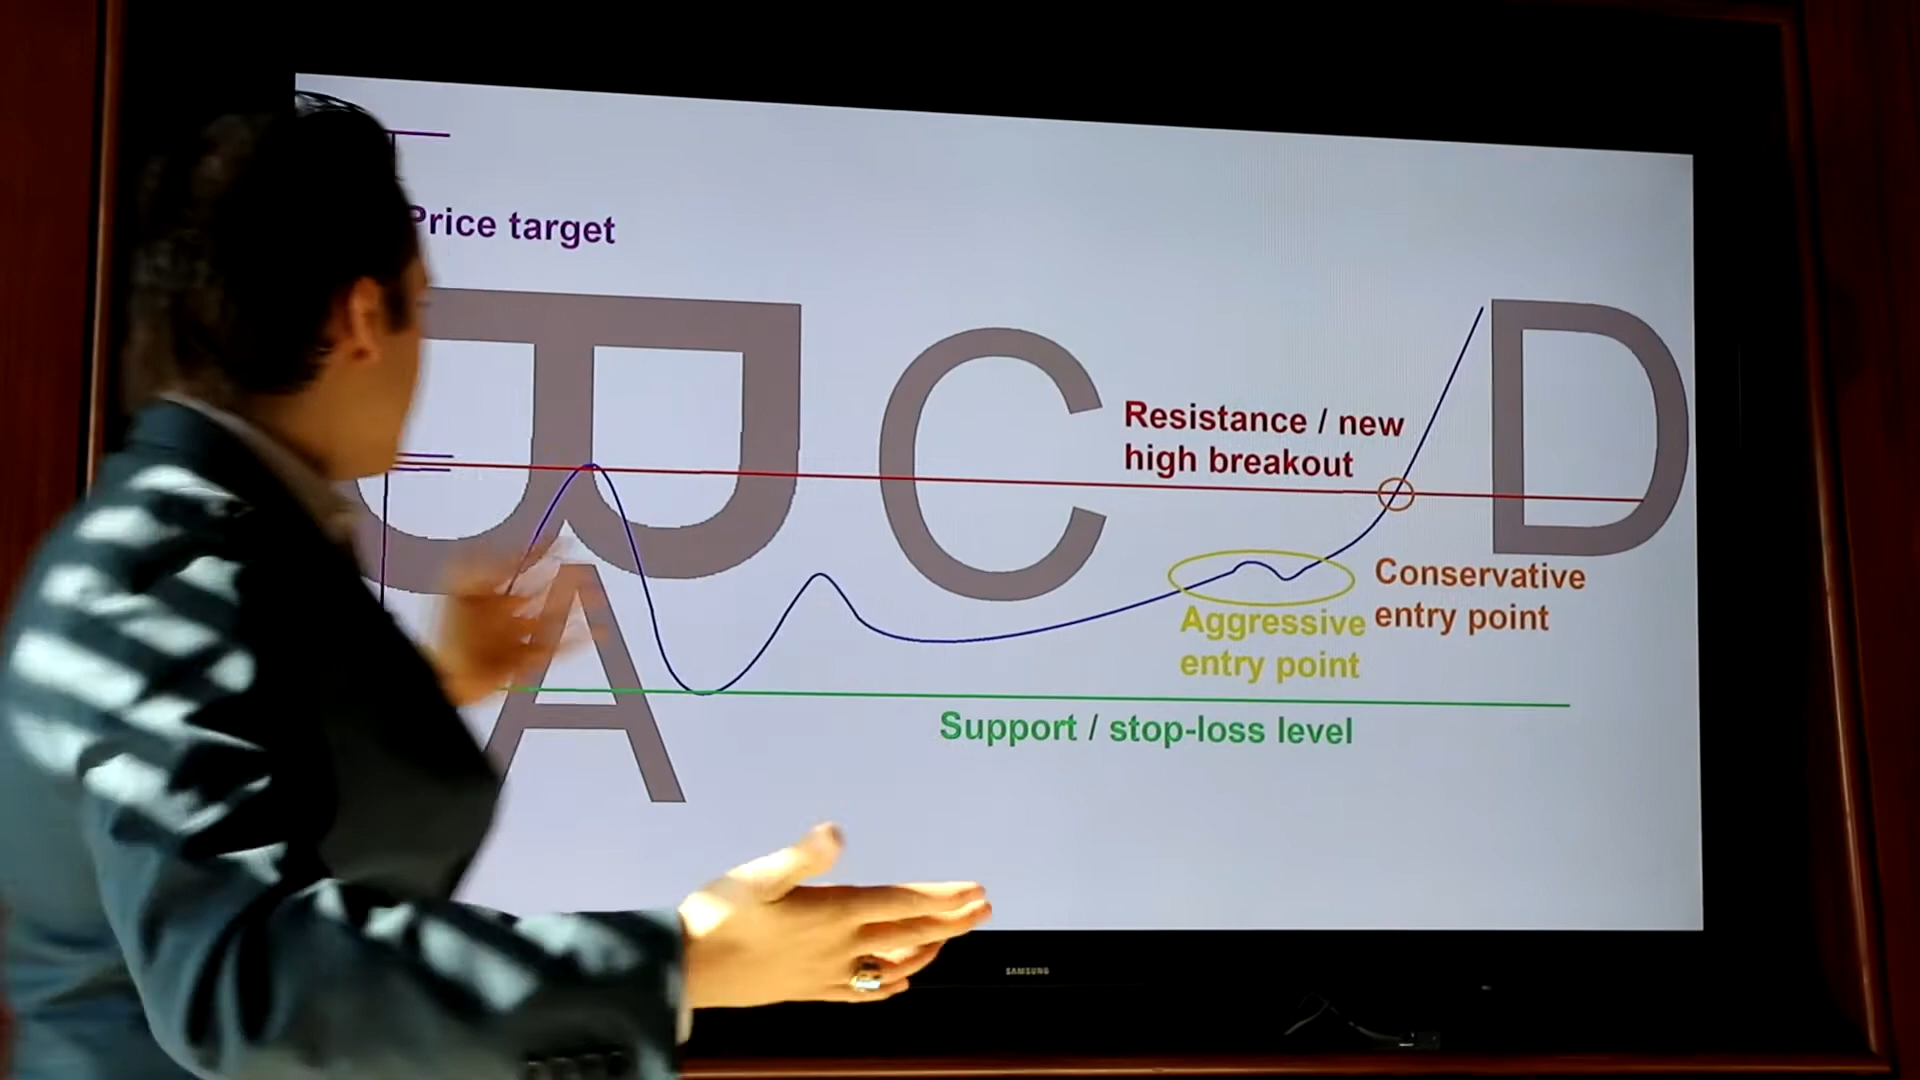 Price target
B
C
D
Resistance / new
high breakout
Conservative
entry point
Aggressive
entry point
A
Support / stop-loss level
SAMSUNG